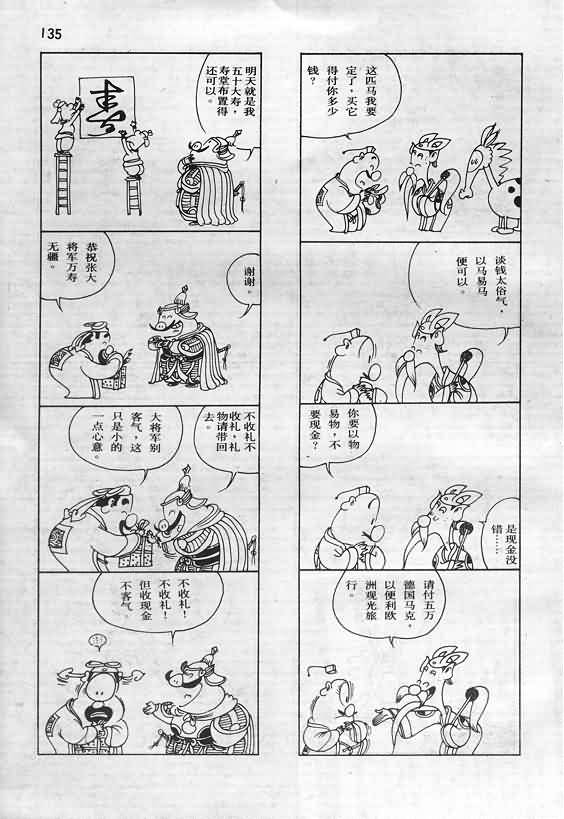 135
这匹马我要
定了，买它
得付你多少
钱？
谈钱太俗气，
以马易马
便可以。
你要以物
易物，不
要现金？
是现金没
错……
请付五万
德国马克，
以便利欧
洲观光旅
行。
寿
明天就是我
五十大寿，
寿堂布置得
还可以。
恭祝张大
将军万寿
无疆。
谢谢。
不收礼不
收礼，礼
物请带回
去。
大将军别
客气，这
只是小的
一点心意。
不收礼！
不收礼！
但收现金
不客气。